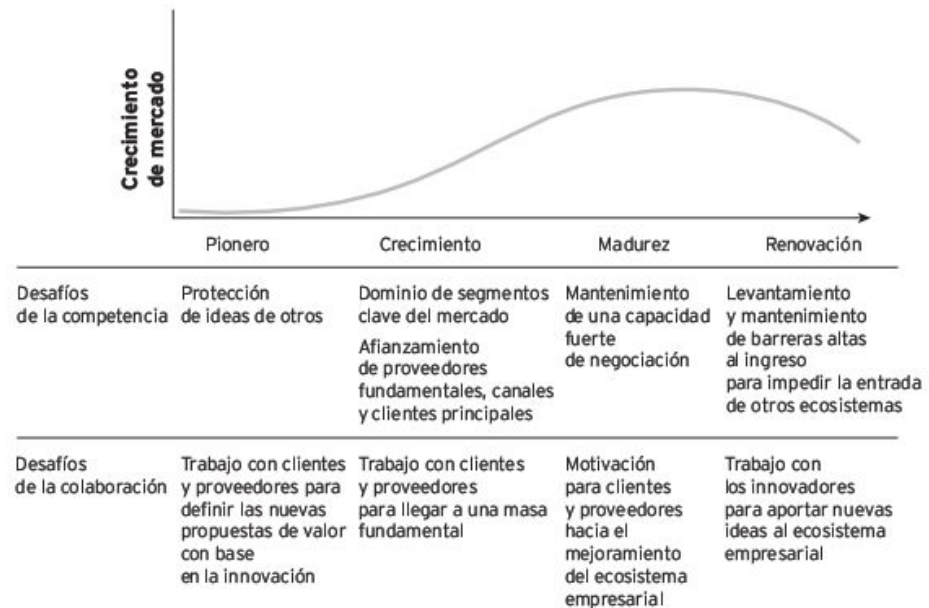 Crecimiento
de mercado
Pionero
Crecimiento
Madurez
Renovación
Desafíos
de la competencia
Protección
de ideas de otros
Dominio de segmentos
clave del mercado
Afianzamiento
de proveedores
fundamentales, canales
y clientes principales
Mantenimiento
de una capacidad
fuerte
de negociación
Levantamiento
y mantenimiento
de barreras altas
al ingreso
para impedir la entrada
de otros ecosistemas
Desafíos
de la colaboración
Trabajo con clientes
y proveedores para
definir las nuevas
propuestas de valor
con base
en la innovación
Trabajo con clientes
y proveedores
para llegar a una masa
fundamental
Motivación
para clientes
y proveedores
hacia el
mejoramiento
del ecosistema
empresarial
Trabajo con
los innovadores
para aportar nuevas
ideas al ecosistema
empresarial